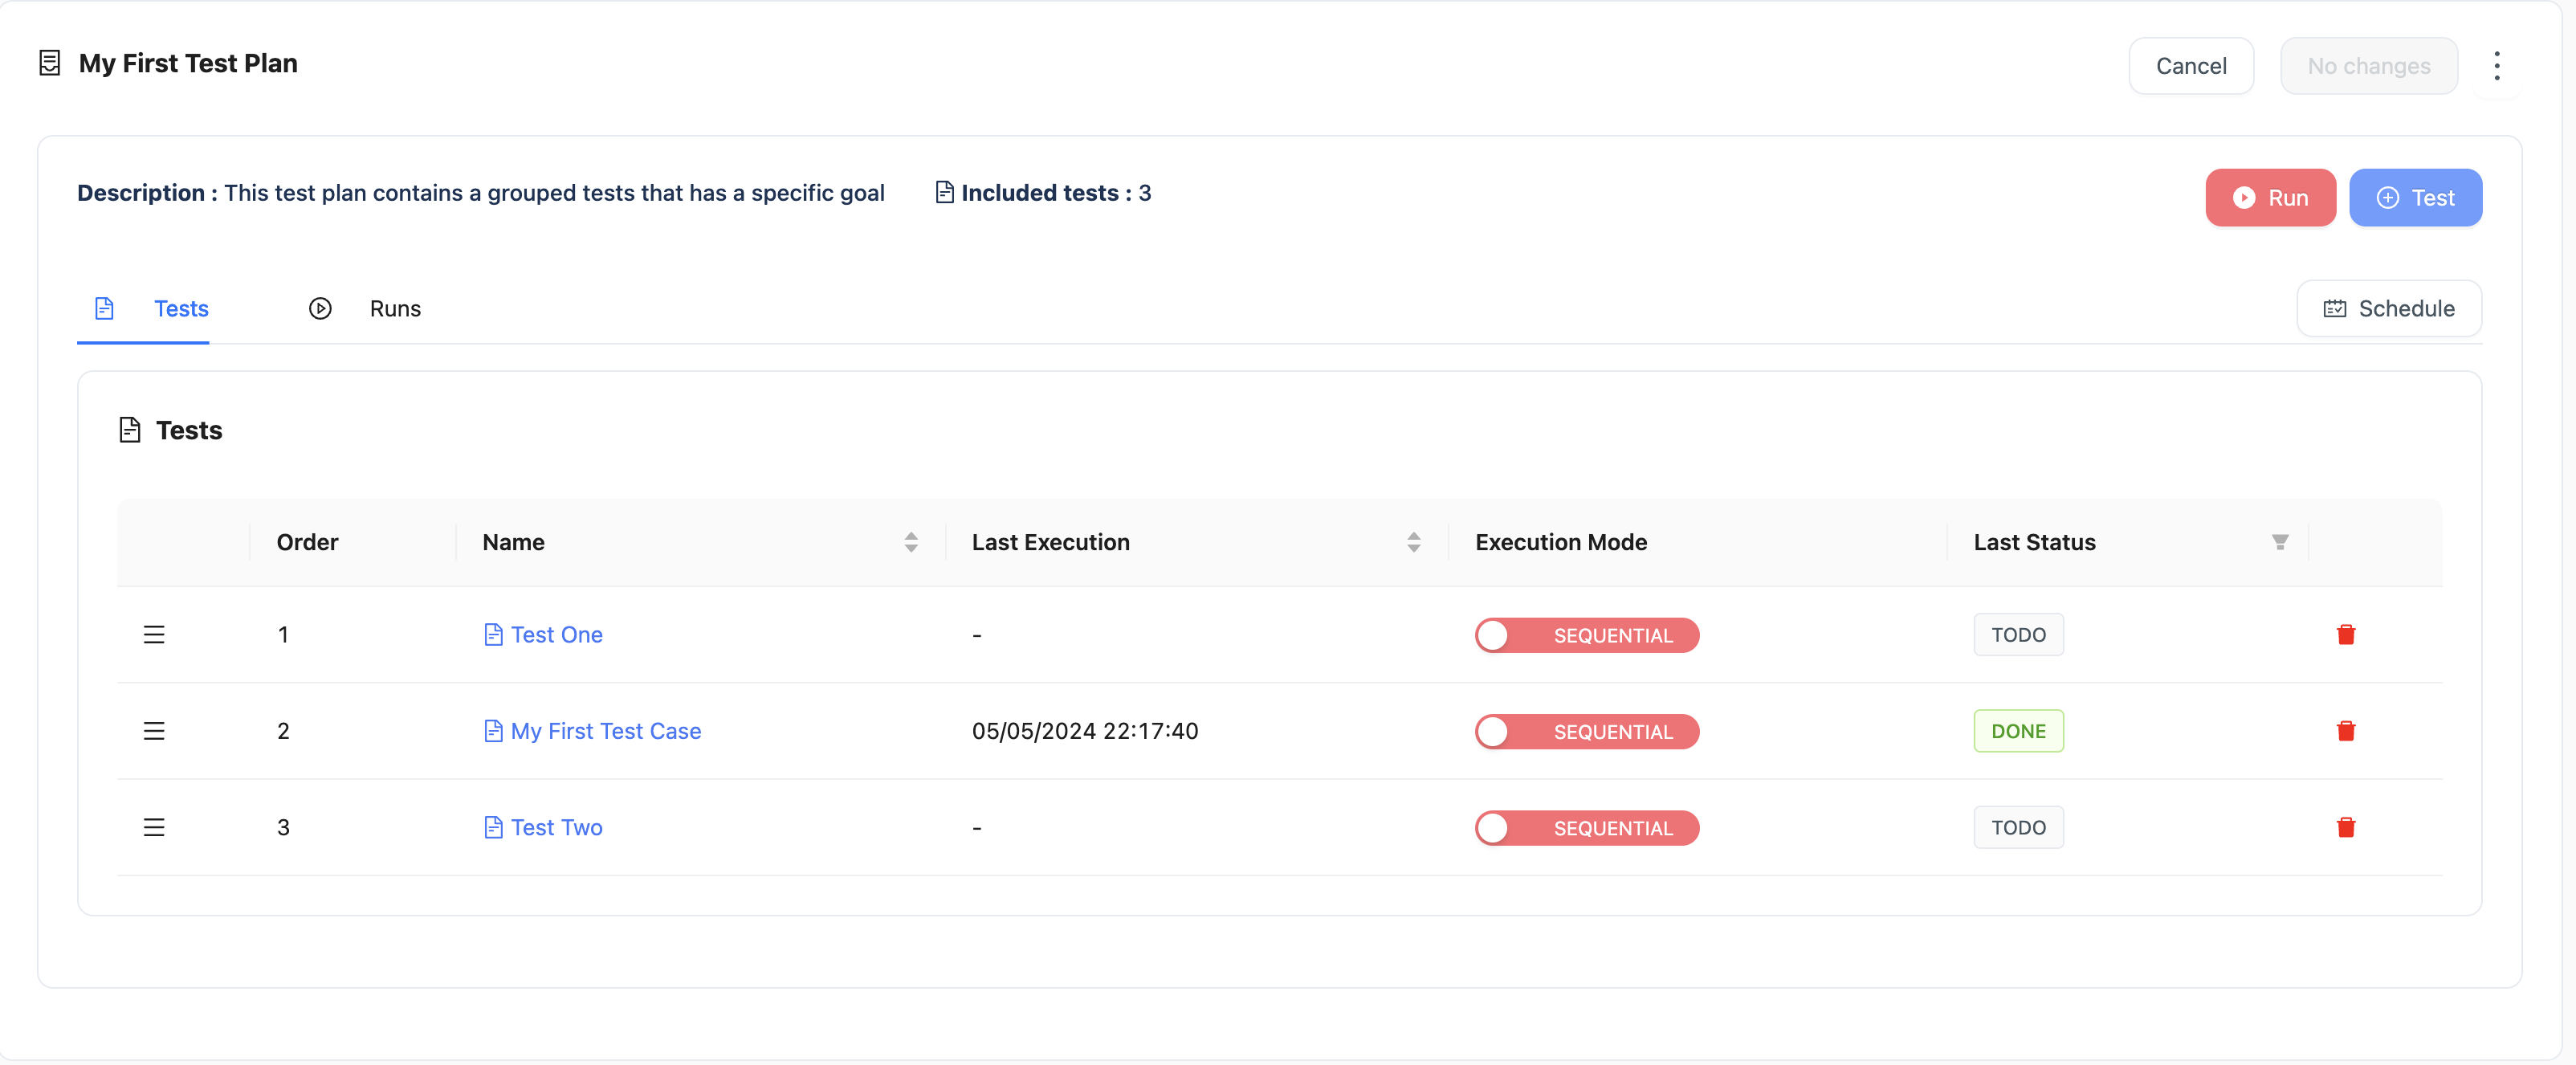 My First Test Plan
Cancel
No changes
Description : This test plan contains a grouped tests that has a specific goal
Included tests : 3
Run
Test
Tests
Runs
Schedule
Tests
Order Name Last Execution Execution Mode Last Status
1 Test One - SEQUENTIAL TODO
2 My First Test Case 05/05/2024 22:17:40 SEQUENTIAL DONE
3 Test Two - SEQUENTIAL TODO